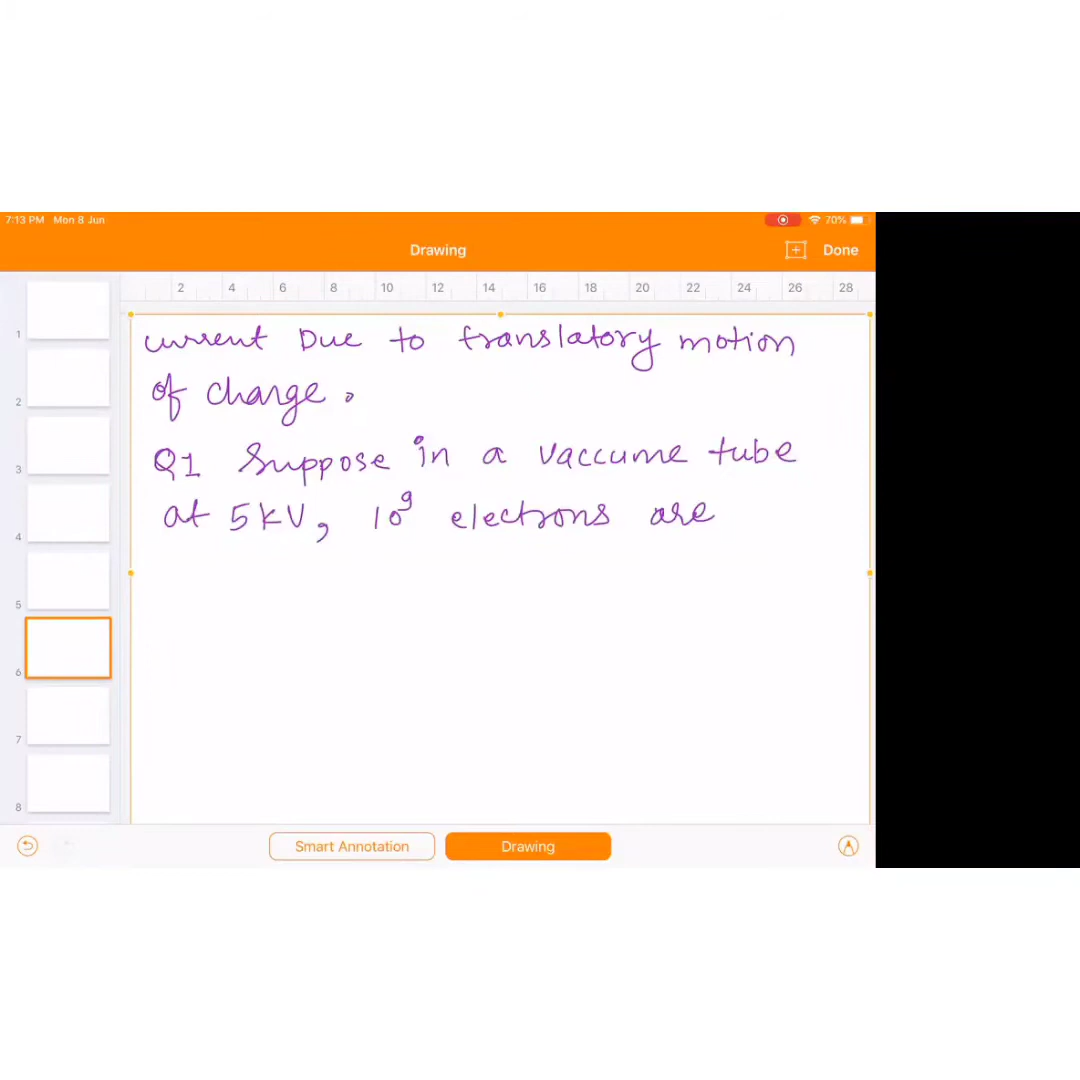 7:13 PM Mon 8 Jun
70%
Drawing
Done
2 4 6 8 10 12 14 16 18 20 22 24 26 28
1
2
3
4
5
6
7
8
current Due to translatory motion
of charge.
Q1 Suppose in a vaccume tube
at 5kV, 10⁹ electrons are
Smart Annotation
Drawing